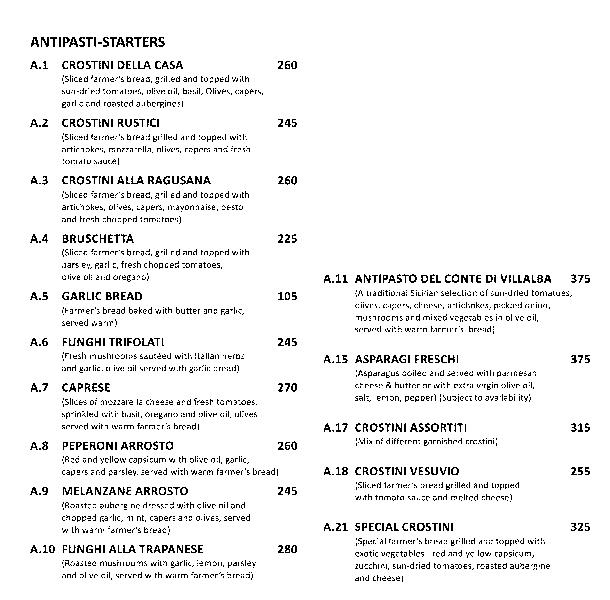 ANTIPASTI-STARTERS
A.1 CROSTINI DELLA CASA 260
(Sliced farmer's bread, grilled and topped with
sun-dried tomatoes, olive oil, basil, Olives, capers,
garlic and roasted aubergines)
A.2 CROSTINI RUSTICI 245
(Sliced farmer's bread grilled and topped with
artichokes, mozzarella, olives, capers and fresh
tomato sauce)
A.3 CROSTINI ALLA RAGUSANA 260
(Sliced farmer's bread, grilled and topped with
artichokes, olives, capers, mayonnaise, pesto
and fresh chopped tomatoes)
A.4 BRUSCHETTA 225
(Sliced farmer's bread, grilled and topped with
parsley, garlic, fresh chopped tomatoes,
olive oil and oregano)
A.5 GARLIC BREAD 105
(Farmer's bread baked with butter and garlic,
served warm)
A.6 FUNGHI TRIFOLATI 245
(Fresh mushrooms sautéed with Italian herbs
and garlic, olive oil served with garlic bread)
A.7 CAPRESE 270
(Slices of mozzarella cheese and fresh tomatoes,
sprinkled with basil, oregano and olive oil, olives
served with warm farmer's bread)
A.8 PEPERONI ARROSTO 260
(Red and yellow capsicum with olive oil, garlic,
capers and parsley, served with warm farmer's bread)
A.9 MELANZANE ARROSTO 245
(Roasted aubergine dressed with olive oil and
chopped garlic, mint, capers and olives, served
with warm farmer's bread)
A.10 FUNGHI ALLA TRAPANESE 280
(Roasted mushrooms with garlic, lemon, parsley
and olive oil, served with warm farmer's bread)
A.11 ANTIPASTO DEL CONTE DI VILLALBA 375
(A traditional Sicilian selection of sun-dried tomatoes,
olives, capers, cheese, artichokes, pickled onion,
mushrooms and mixed vegetables in olive oil,
served with warm farmer's bread)
A.15 ASPARAGI FRESCHI 375
(Asparagus boiled and served with parmesan
cheese & butter or with extra virgin olive oil,
salt, lemon, pepper) (Subject to availability)
A.17 CROSTINI ASSORTITI 315
(Mix of different garnished crostini)
A.18 CROSTINI VESUVIO 255
(Sliced farmer's bread grilled and topped
with tomato sauce and melted cheese)
A.21 SPECIAL CROSTINI 325
(Special farmer's bread grilled and topped with
exotic vegetables - red and yellow capsicum,
zucchini, sun-dried tomatoes, roasted aubergine
and cheese)